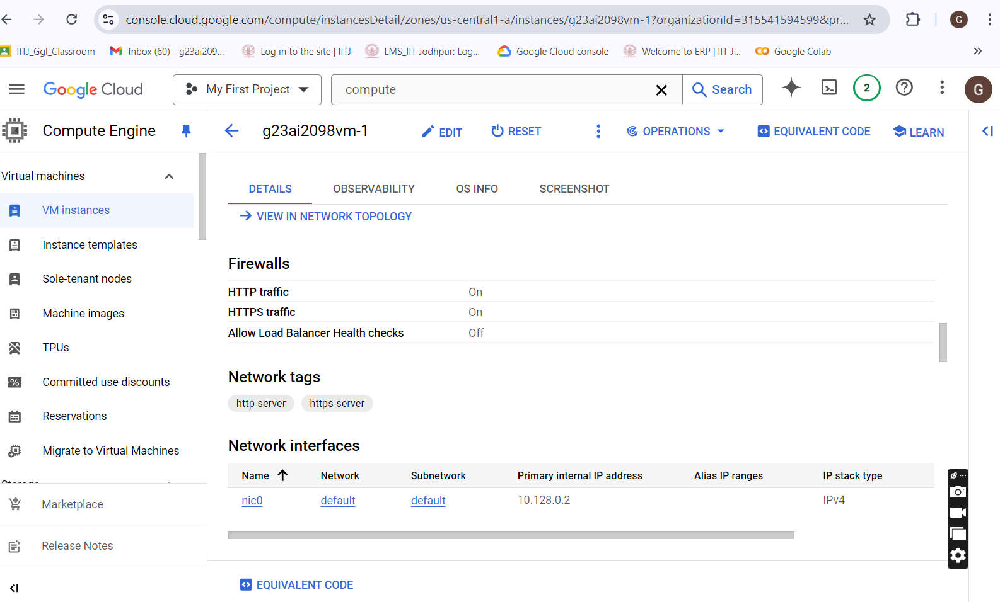 console.cloud.google.com/compute/instancesDetail/zones/us-central1-a/instances/g23ai2098vm-1?organizationId=315541594599&pr...
G
IITJ_Ggl_Classroom
Inbox (60) - g23ai209...
Log in to the site | IITJ
LMS_IIT Jodhpur: Log...
Google Cloud console
Welcome to ERP | IIT J...
Google Colab
Google Cloud
My First Project
compute
Search
2
G
Compute Engine
g23ai2098vm-1
EDIT
RESET
OPERATIONS
EQUIVALENT CODE
LEARN
Virtual machines
VM instances
Instance templates
Sole-tenant nodes
Machine images
TPUs
Committed use discounts
Reservations
Migrate to Virtual Machines
Storage
Marketplace
Release Notes
DETAILS
OBSERVABILITY
OS INFO
SCREENSHOT
VIEW IN NETWORK TOPOLOGY
Firewalls
HTTP traffic On
HTTPS traffic On
Allow Load Balancer Health checks Off
Network tags
http-server https-server
Network interfaces
Name Network Subnetwork Primary internal IP address Alias IP ranges IP stack type
nic0 default default 10.128.0.2 IPv4
EQUIVALENT CODE